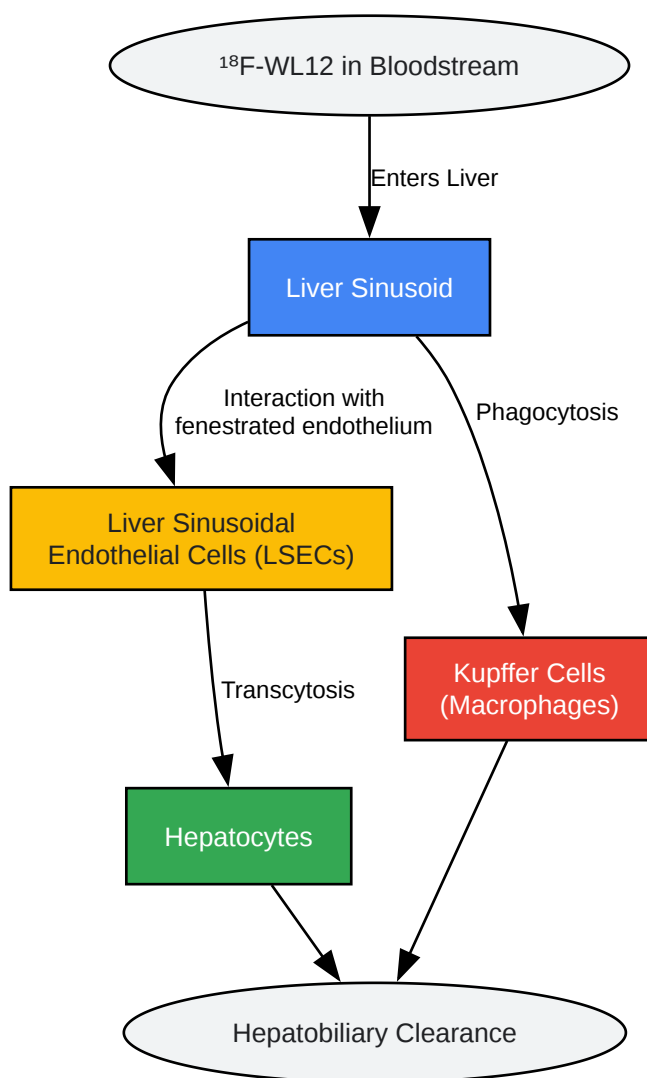 ¹⁸F-WL12 in Bloodstream
Enters Liver
Liver Sinusoid
Interaction with
fenestrated endothelium
Phagocytosis
Liver Sinusoidal
Endothelial Cells (LSECs)
Transcytosis
Kupffer Cells
(Macrophages)
Hepatocytes
Hepatobiliary Clearance